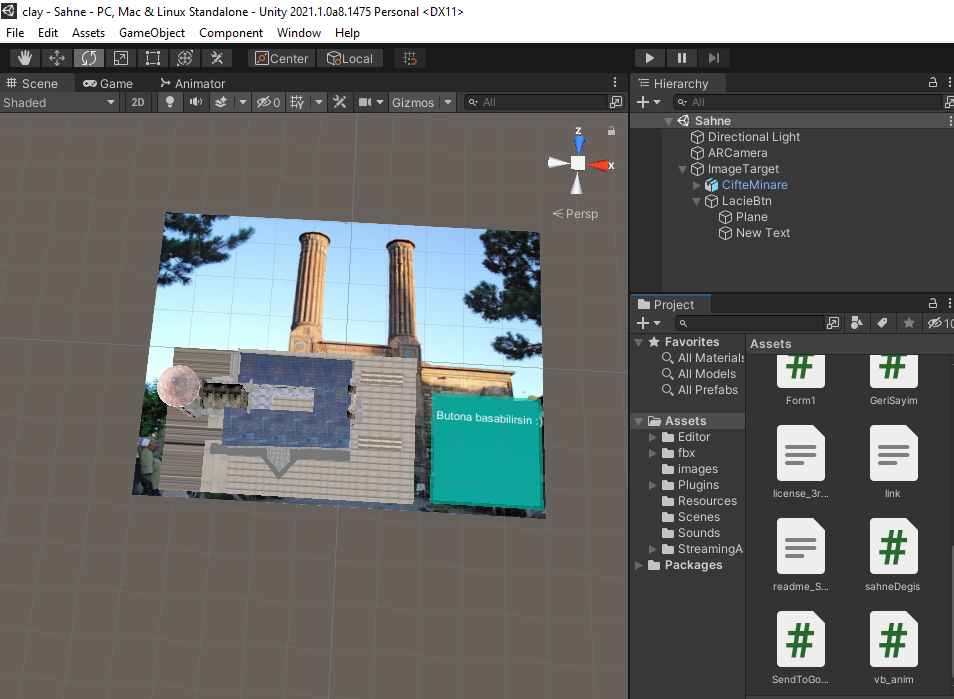 clay - Sahne - PC, Mac & Linux Standalone - Unity 2021.1.0a8.1475 Personal <DX11>
File Edit Assets GameObject Component Window Help
Center Local
Scene Game Animator
Shaded 2D 0 Gizmos All
z
x
Persp
Butona basabilirsin :)
Hierarchy
All
Sahne
Directional Light
ARCamera
ImageTarget
CifteMinare
LacieBtn
Plane
New Text
Project
10
Favorites
All Materials
All Models
All Prefabs
Assets
Editor
fbx
images
Plugins
Resources
Scenes
Sounds
StreamingA
Packages
Assets
# #
Form1 GeriSayim
license_3r... link
#
readme_S... sahneDegis
# #
SendToGo... vb_anim